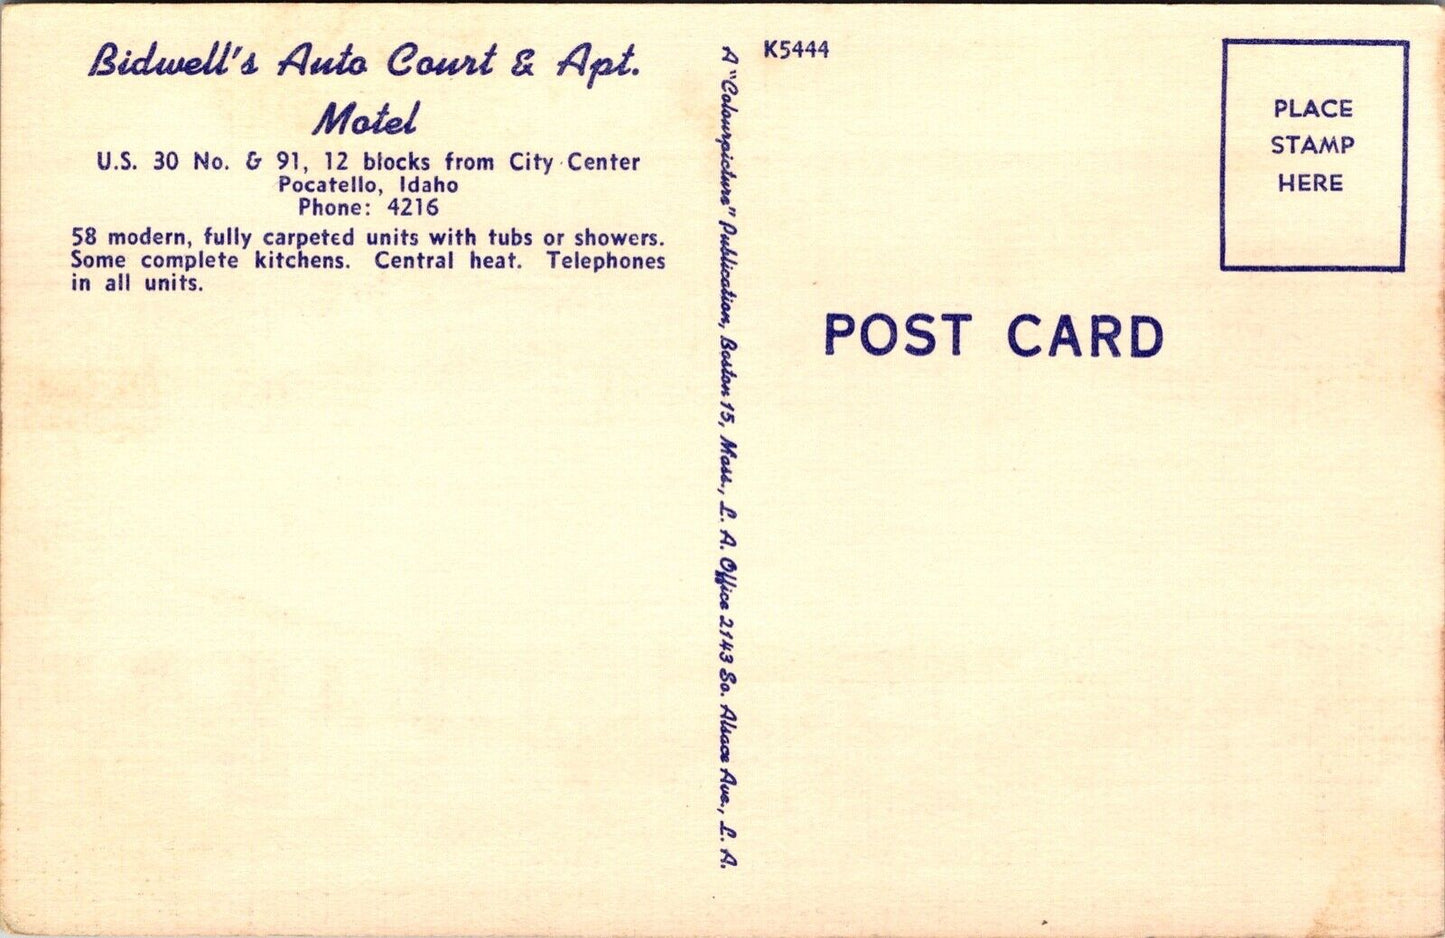 Bidwell's Auto Court & Apt.
Motel
U.S. 30 No. & 91, 12 blocks from City Center
Pocatello, Idaho
Phone: 4216
58 modern, fully carpeted units with tubs or showers.
Some complete kitchens. Central heat. Telephones
in all units.
A "Colourpicture" Publication, Boston 15, Mass., L. A. Office 2143 So. Alsace Ave., L. A.
K5444
PLACE
STAMP
HERE
POST CARD